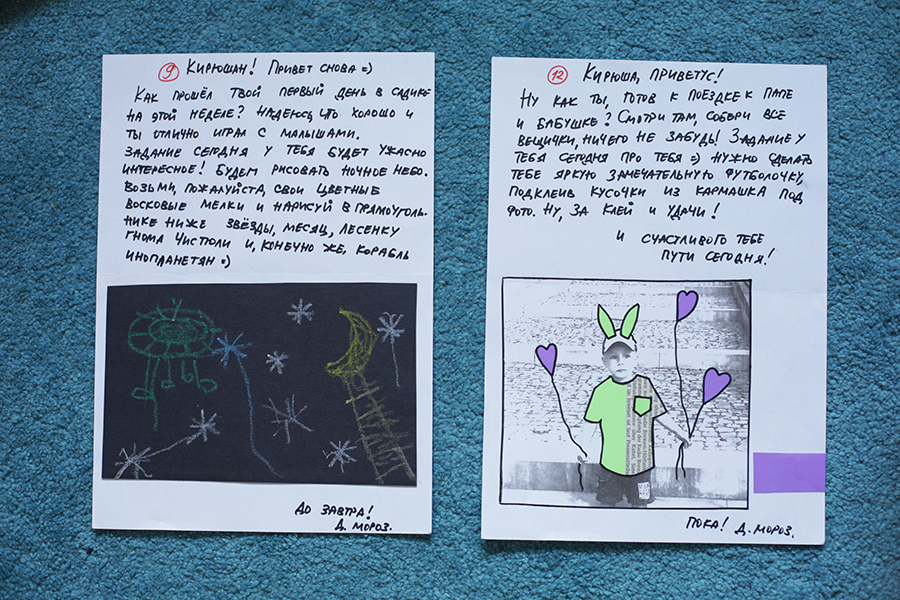 9 Кирюшан! Привет снова =)
Как прошёл твой первый день в садике
на этой неделе? Надеюсь, что хорошо и
ты отлично играл с малышами.
Задание сегодня у тебя будет ужасно
интересное! Будем рисовать ночное небо.
Возьми, пожалуйста, свои цветные
восковые мелки и нарисуй в прямоуголь-
нике ниже звёзды, месяц, лесенку
гнома Чистюли и, конечно же, корабль
инопланетян =)
До завтра!
Д. Мороз.
12 Кирюша, приветус!
Ну как ты, готов к поездке к папе
и бабушке? Смотри там, собери все
вещички, ничего не забудь! Задание у
тебя сегодня про тебя =) Нужно сделать
тебе яркую замечательную футболочку,
подклеив кусочки из кармашка под
фото. Ну, за клей и удачи!
И счастливого тебе
пути сегодня!
Пока! Д. Мороз.